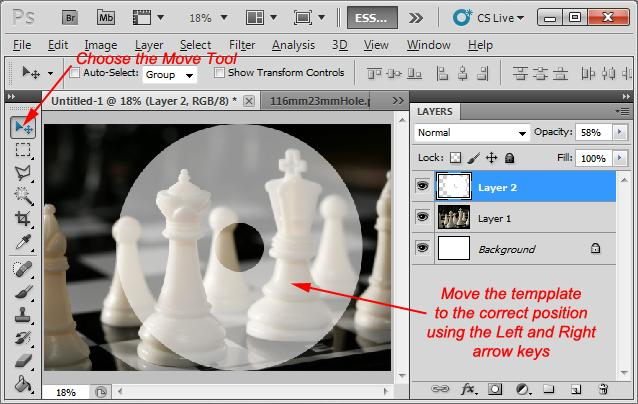 Ps Br Mb 18% ESS... CS Live
File Edit Image Layer Select Filter Analysis 3D View Window Help
Choose the Move Tool
Auto-Select: Group Show Transform Controls
Untitled-1 @ 18% (Layer 2, RGB/8) * 116mm23mmHole.p
LAYERS
Normal Opacity: 58%
Lock: Fill: 100%
Layer 2
Layer 1
Background
Move the tempplate
to the correct position
using the Left and Right
arrow keys
18%
fx